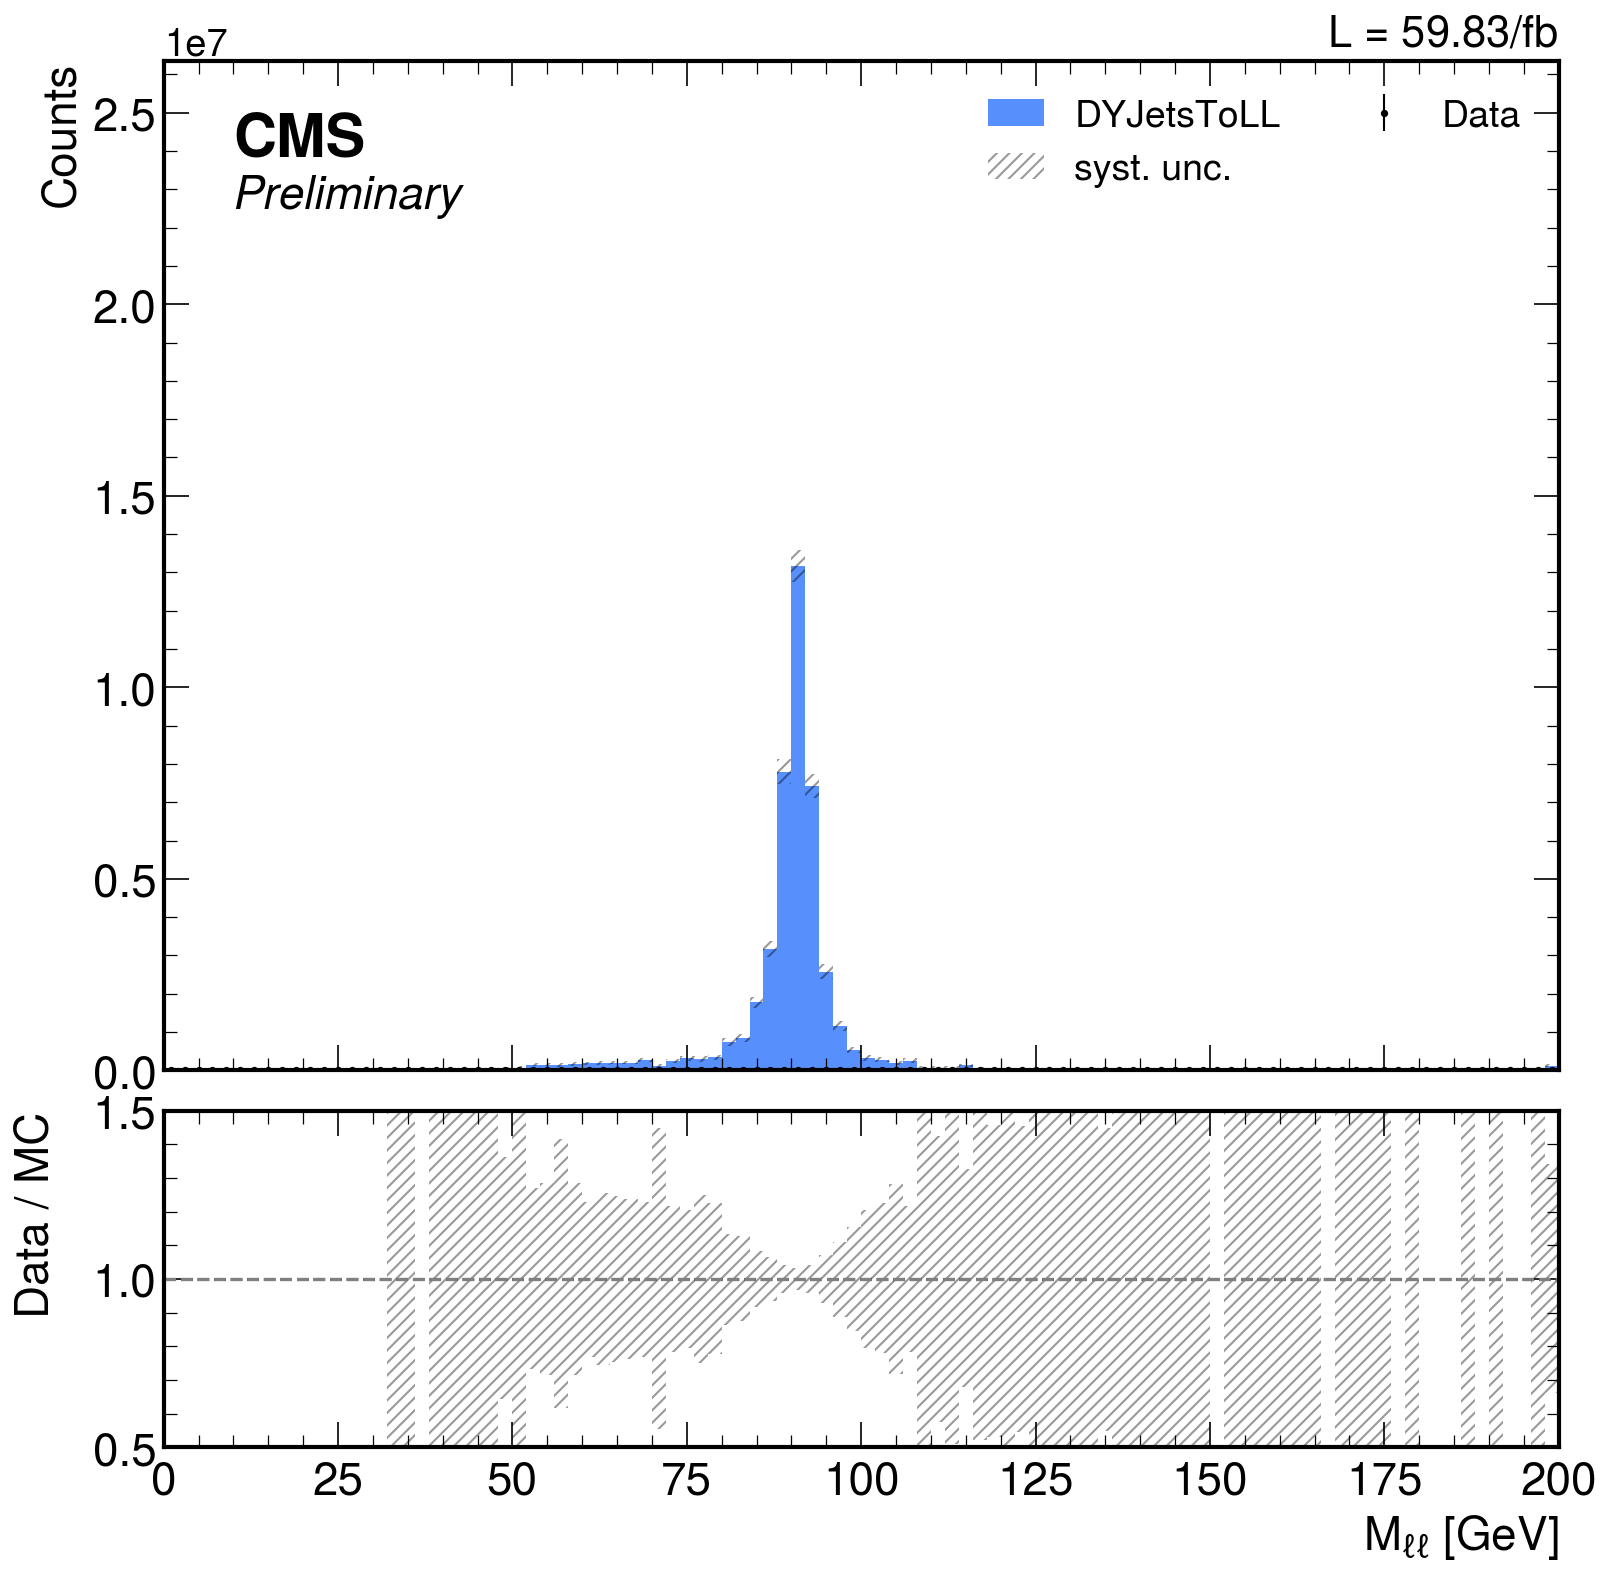 1e7
L = 59.83/fb
Counts
CMS
Preliminary
DYJetsToLL
Data
syst. unc.
2.5
2.0
1.5
1.0
0.5
0.0
Data / MC
1.5
1.0
0.5
0 25 50 75 100 125 150 175 200
M_ℓℓ [GeV]